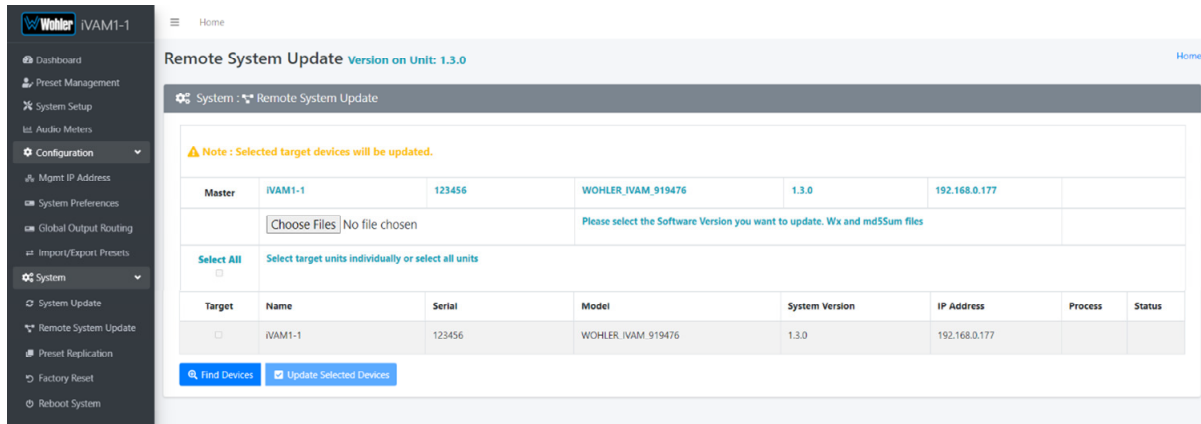 Wohler iVAM1-1
Home
Dashboard
Preset Management
System Setup
Audio Meters
Configuration
Mgmt IP Address
System Preferences
Global Output Routing
Import/Export Presets
System
System Update
Remote System Update
Preset Replication
Factory Reset
Reboot System
Remote System Update Version on Unit: 1.3.0
Home
System : Remote System Update
Note : Selected target devices will be updated.
Master iVAM1-1 123456 WOHLER_IVAM_919476 1.3.0 192.168.0.177
Choose Files No file chosen Please select the Software Version you want to update. Wx and md5Sum files
Select All Select target units individually or select all units
Target Name Serial Model System Version IP Address Process Status
iVAM1-1 123456 WOHLER_IVAM_919476 1.3.0 192.168.0.177
Find Devices Update Selected Devices